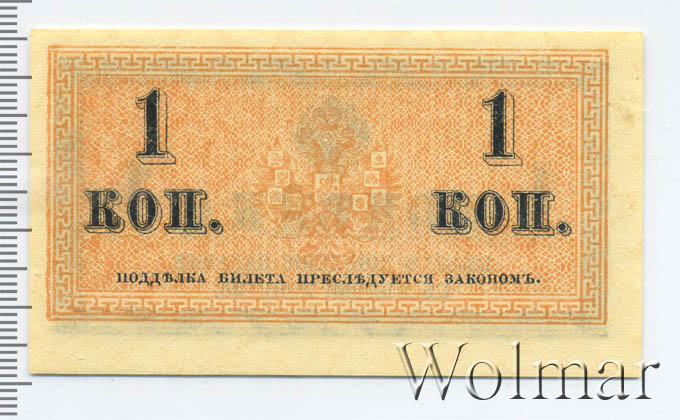 1 1
КОП. КОП.
ПОДДѢЛКА БИЛЕТА ПРЕСЛѢДУЕТСЯ ЗАКОНОМЪ.
Wolmar